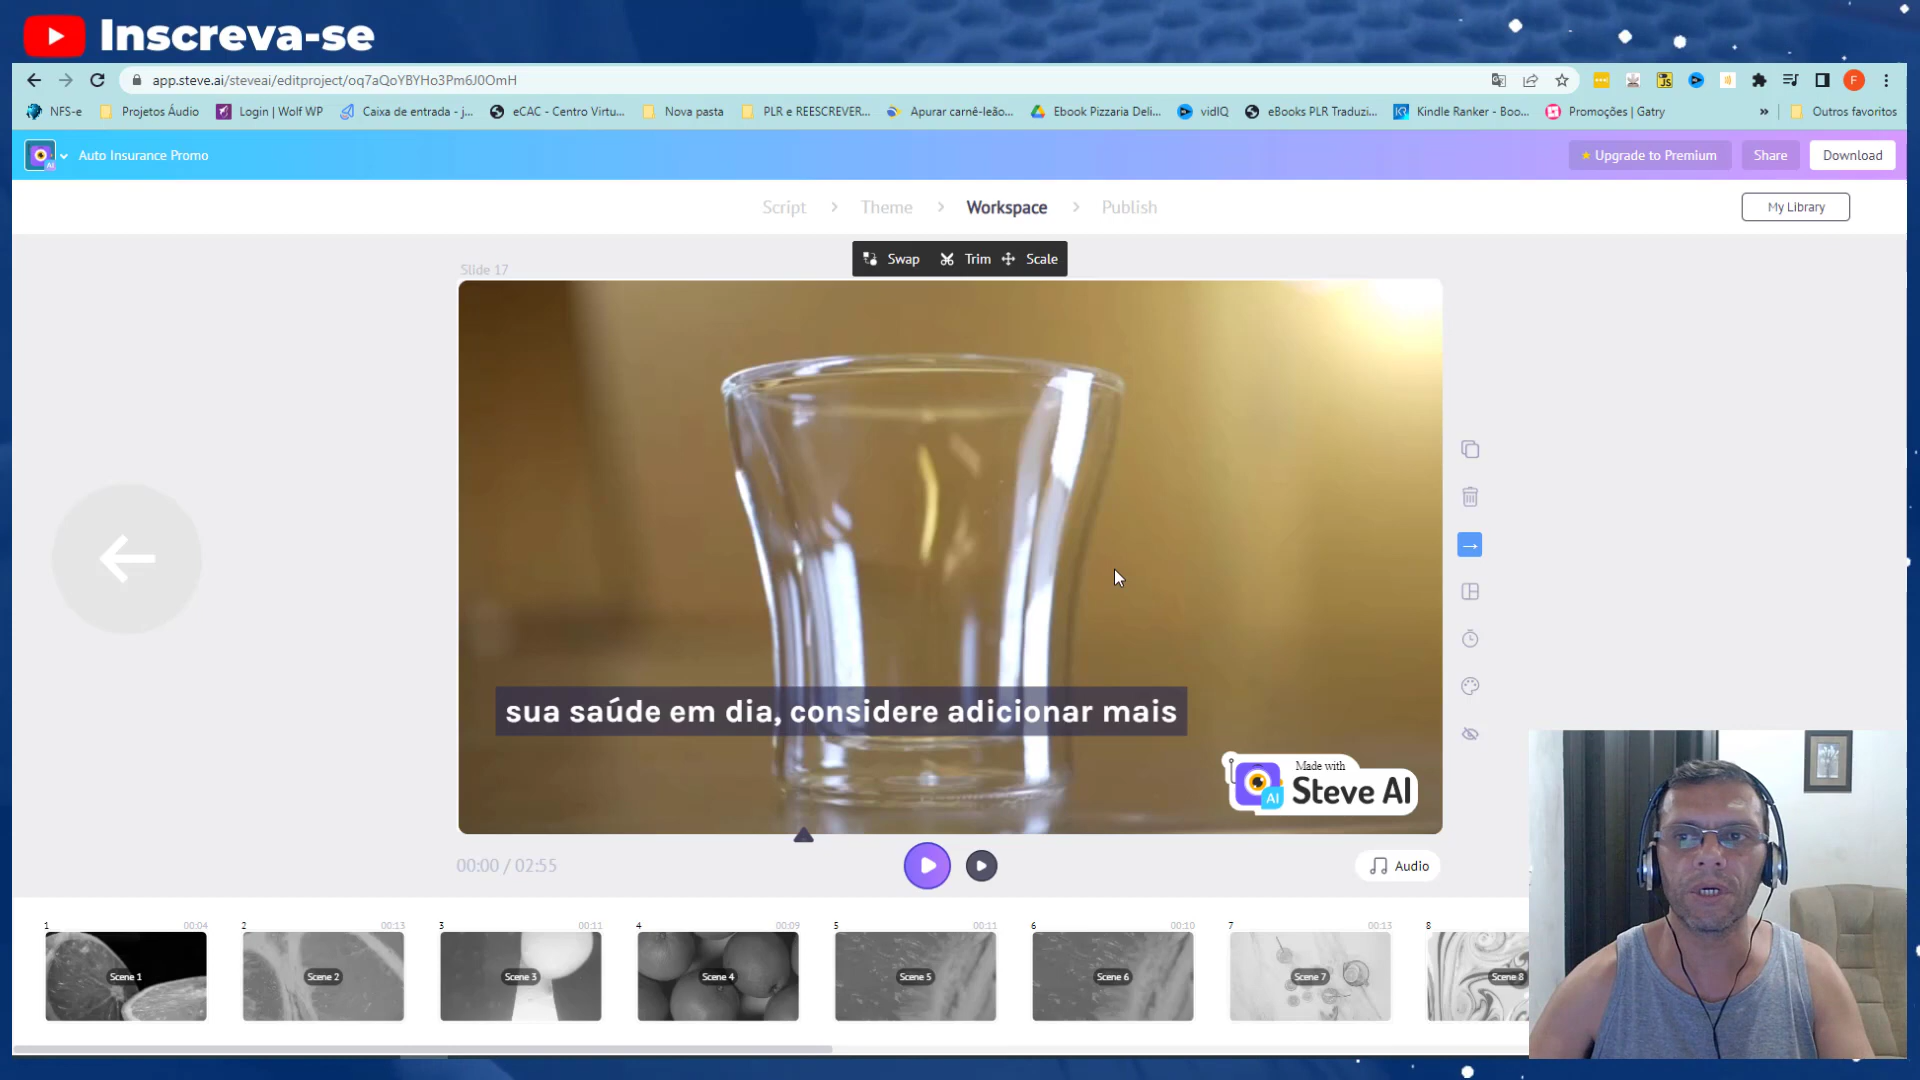 Inscreva-se
app.steve.ai/steveai/editproject/oq7aQoYBYHo3Pm6J0OmH
NFS-e
Projetos Áudio
Login | Wolf WP
Caixa de entrada - j...
eCAC - Centro Virtu...
Nova pasta
PLR e REESCREVER...
Apurar carnê-leão...
Ebook Pizzaria Deli...
vidIQ
eBooks PLR Traduzi...
Kindle Ranker - Boo...
Promoções | Gatry
»
Outros favoritos
Auto Insurance Promo
Upgrade to Premium
Share
Download
Script
Theme
Workspace
Publish
My Library
Swap
Trim
Scale
Slide 17
sua saúde em dia, considere adicionar mais
Made with
Steve AI
AI
00:00 / 02:55
Audio
1 00:04
2 00:13
3 00:11
4 00:09
5 00:11
6 00:10
7 00:13
8
Scene 1
Scene 2
Scene 3
Scene 4
Scene 5
Scene 6
Scene 7
Scene 8